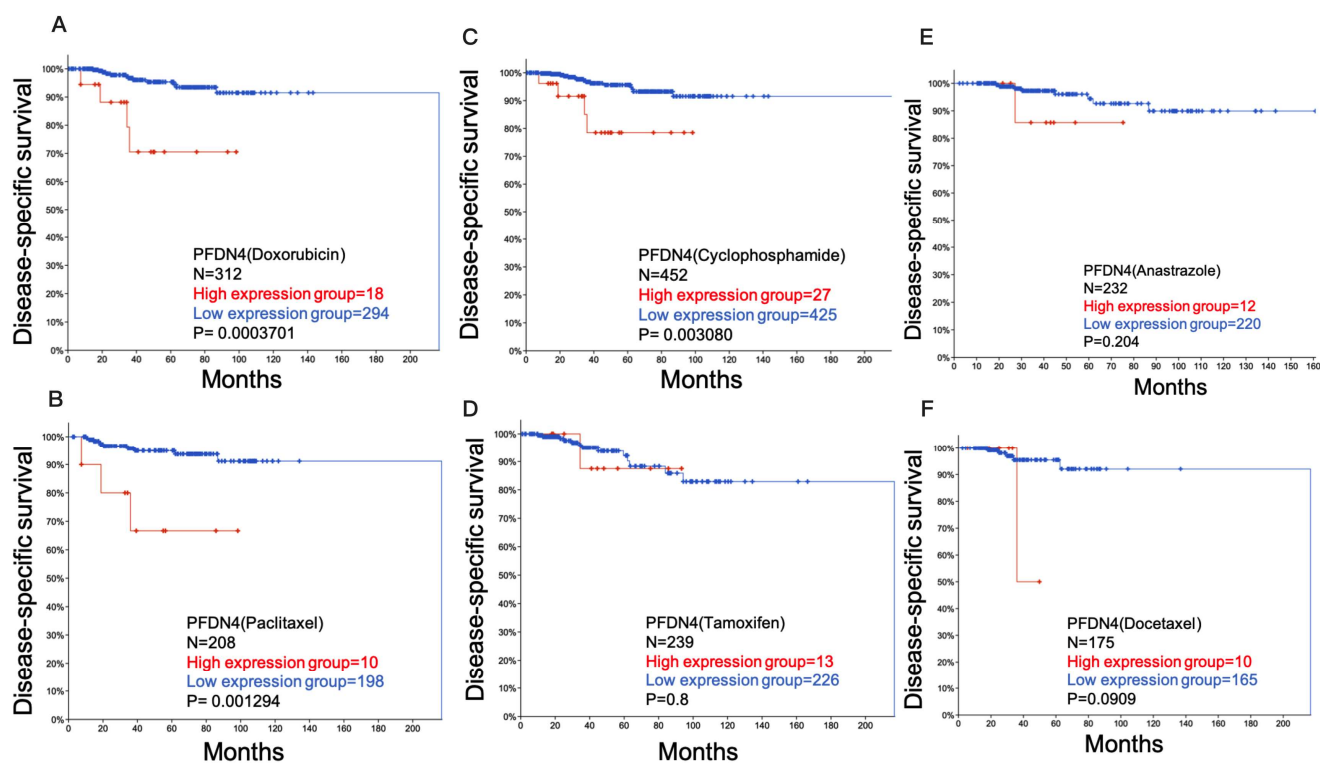 A
Disease-specific survival
100%
90%
80%
70%
60%
50%
40%
30%
20%
10%
0%
0 20 40 60 80 100 120 140 160 180 200
Months
PFDN4(Doxorubicin)
N=312
High expression group=18
Low expression group=294
P= 0.0003701
C
Disease-specific survival
100%
90%
80%
70%
60%
50%
40%
30%
20%
10%
0%
0 20 40 60 80 100 120 140 160 180 200
Months
PFDN4(Cyclophosphamide)
N=452
High expression group=27
Low expression group=425
P= 0.003080
E
Disease-specific survival
100%
90%
80%
70%
60%
50%
40%
30%
20%
10%
0%
0 10 20 30 40 50 60 70 80 90 100 110 120 130 140 150 160
Months
PFDN4(Anastrazole)
N=232
High expression group=12
Low expression group=220
P=0.204
B
Disease-specific survival
100%
90%
80%
70%
60%
50%
40%
30%
20%
10%
0%
0 20 40 60 80 100 120 140 160 180 200
Months
PFDN4(Paclitaxel)
N=208
High expression group=10
Low expression group=198
P= 0.001294
D
Disease-specific survival
100%
90%
80%
70%
60%
50%
40%
30%
20%
10%
0%
0 20 40 60 80 100 120 140 160 180 200
Months
PFDN4(Tamoxifen)
N=239
High expression group=13
Low expression group=226
P=0.8
F
Disease-specific survival
100%
90%
80%
70%
60%
50%
40%
30%
20%
10%
0%
0 20 40 60 80 100 120 140 160 180 200
Months
PFDN4(Docetaxel)
N=175
High expression group=10
Low expression group=165
P=0.0909